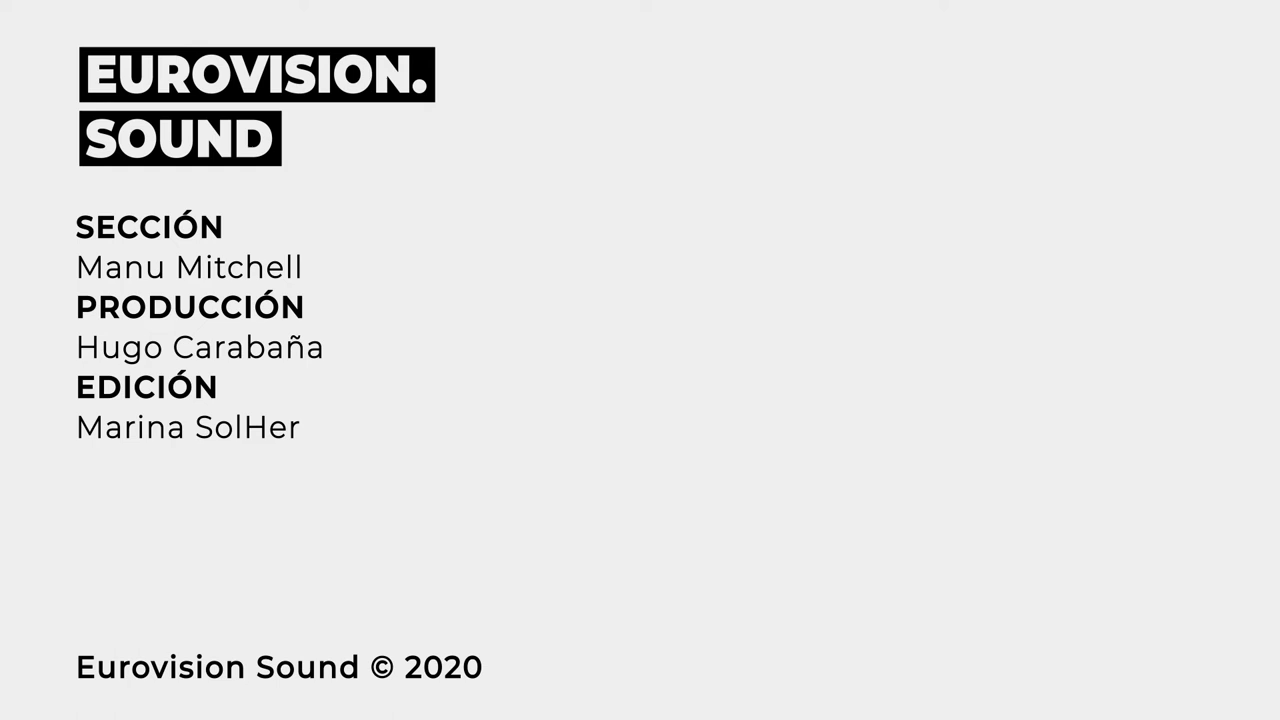 EUROVISION.
SOUND
SECCIÓN
Manu Mitchell
PRODUCCIÓN
Hugo Carabaña
EDICIÓN
Marina SolHer
Eurovision Sound © 2020